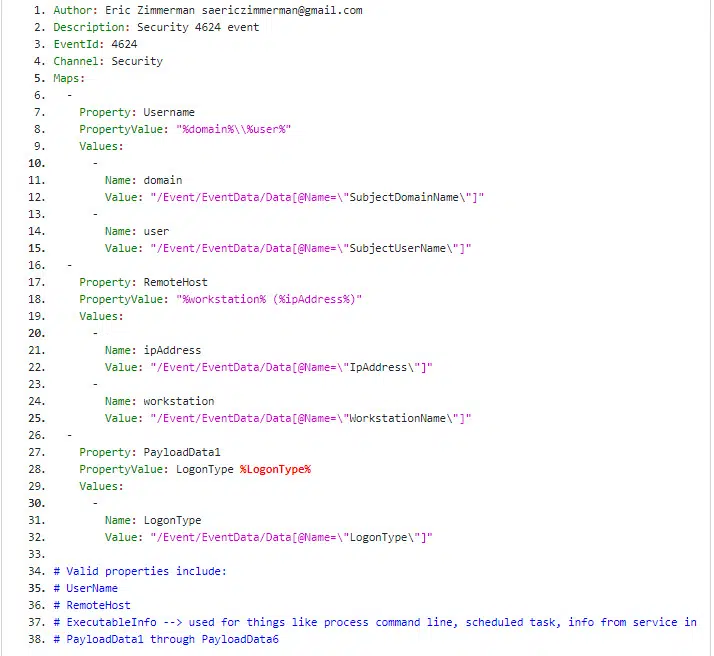 1. Author: Eric Zimmerman saericzimmerman@gmail.com
2. Description: Security 4624 event
3. EventId: 4624
4. Channel: Security
5. Maps:
6.   -
7.     Property: Username
8.     PropertyValue: "%domain%\\%user%"
9.     Values:
10.       -
11.         Name: domain
12.         Value: "/Event/EventData/Data[@Name=\"SubjectDomainName\"]"
13.       -
14.         Name: user
15.         Value: "/Event/EventData/Data[@Name=\"SubjectUserName\"]"
16.   -
17.     Property: RemoteHost
18.     PropertyValue: "%workstation% (%ipAddress%)"
19.     Values:
20.       -
21.         Name: ipAddress
22.         Value: "/Event/EventData/Data[@Name=\"IpAddress\"]"
23.       -
24.         Name: workstation
25.         Value: "/Event/EventData/Data[@Name=\"WorkstationName\"]"
26.   -
27.     Property: PayloadData1
28.     PropertyValue: LogonType %LogonType%
29.     Values:
30.       -
31.         Name: LogonType
32.         Value: "/Event/EventData/Data[@Name=\"LogonType\"]"
33.
34. # Valid properties include:
35. # UserName
36. # RemoteHost
37. # ExecutableInfo --> used for things like process command line, scheduled task, info from service in
38. # PayloadData1 through PayloadData6